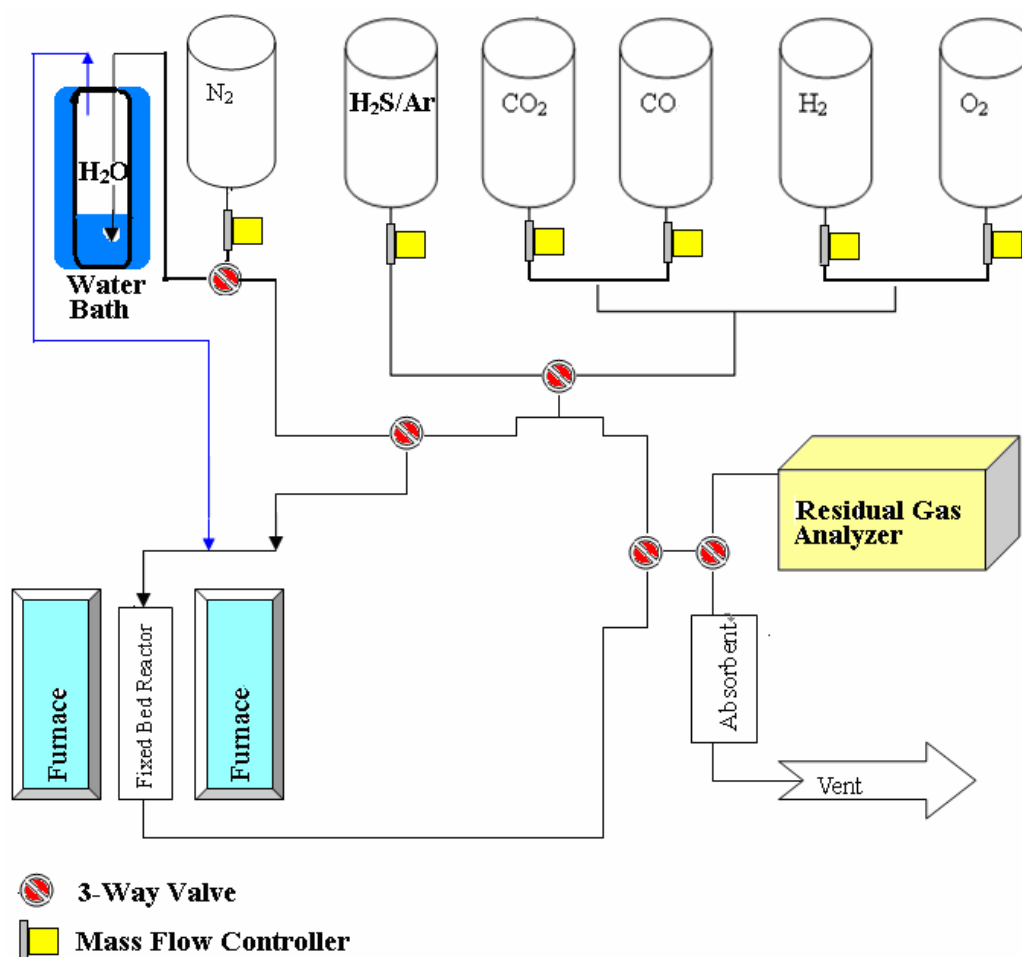 N₂
H₂S/Ar
CO₂
CO
H₂
O₂
H₂O
Water
Bath
Residual Gas
Analyzer
Furnace
Fixed Bed Reactor
Furnace
Absorbent
Vent
3-Way Valve
Mass Flow Controller